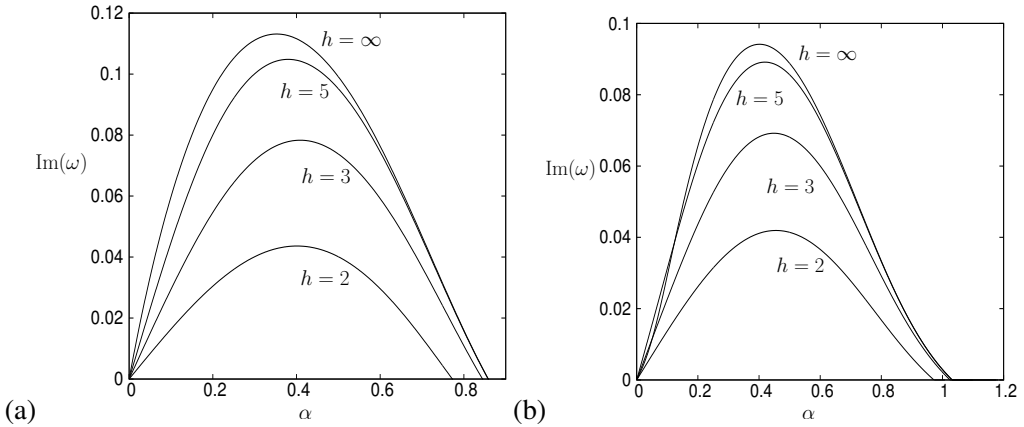 0.12
0.1
0.08
0.06
0.04
0.02
0
Im(ω)
h = ∞
h = 5
h = 3
h = 2
0 0.2 0.4 0.6 0.8
α
(a)
0.1
0.08
0.06
0.04
0.02
0
Im(ω)
h = ∞
h = 5
h = 3
h = 2
0 0.2 0.4 0.6 0.8 1 1.2
α
(b)